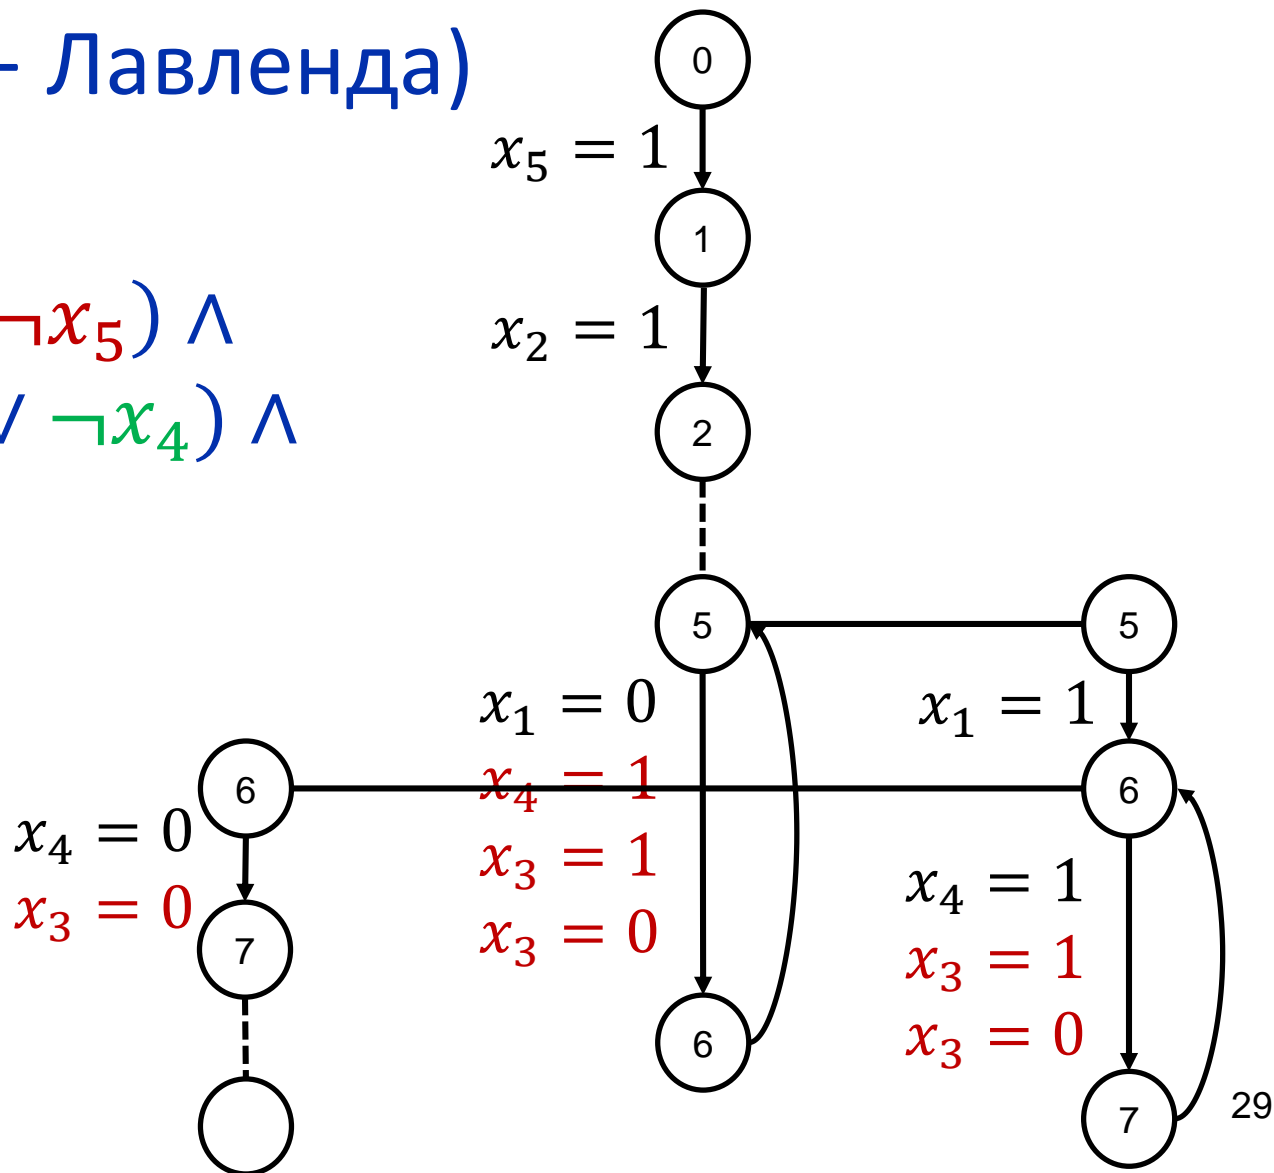 - Лавленда)
0
x₅ = 1
1
¬x₅) ∧
x₂ = 1
∨ ¬x₄) ∧
2
5
5
x₁ = 0
x₁ = 1
x₄ = 1
6
6
x₄ = 0
x₃ = 1
x₄ = 1
x₃ = 0
x₃ = 0
7
x₃ = 1
x₃ = 0
6
7
29